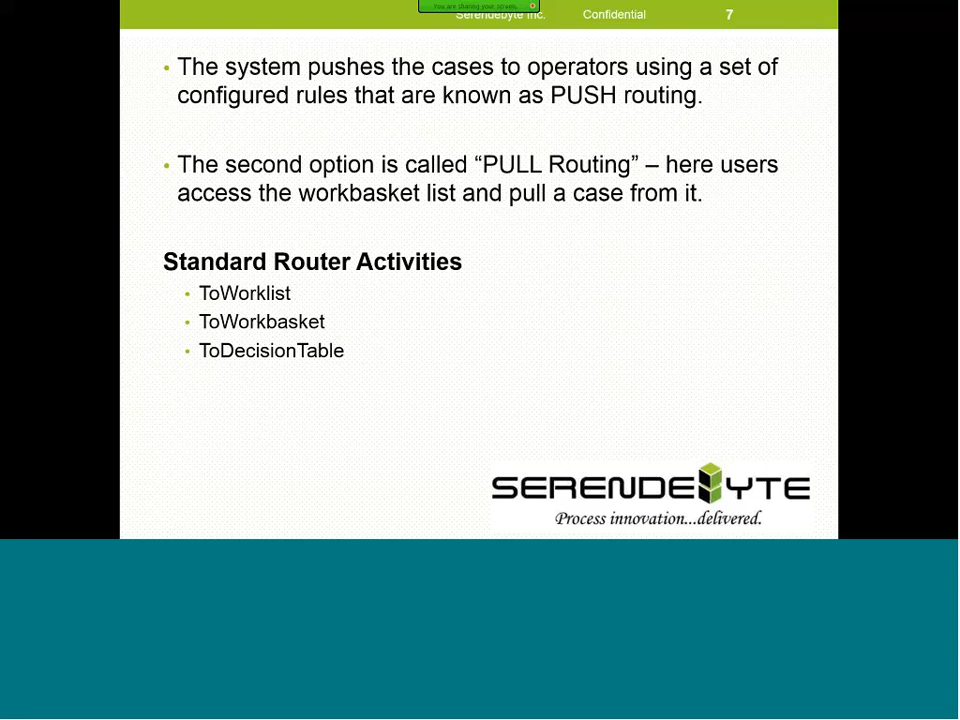 You are sharing your screen.
Serendebyte Inc. Confidential 7
• The system pushes the cases to operators using a set of
configured rules that are known as PUSH routing.
• The second option is called “PULL Routing” – here users
access the workbasket list and pull a case from it.
Standard Router Activities
• ToWorklist
• ToWorkbasket
• ToDecisionTable
SERENDEBYTE
Process innovation...delivered.